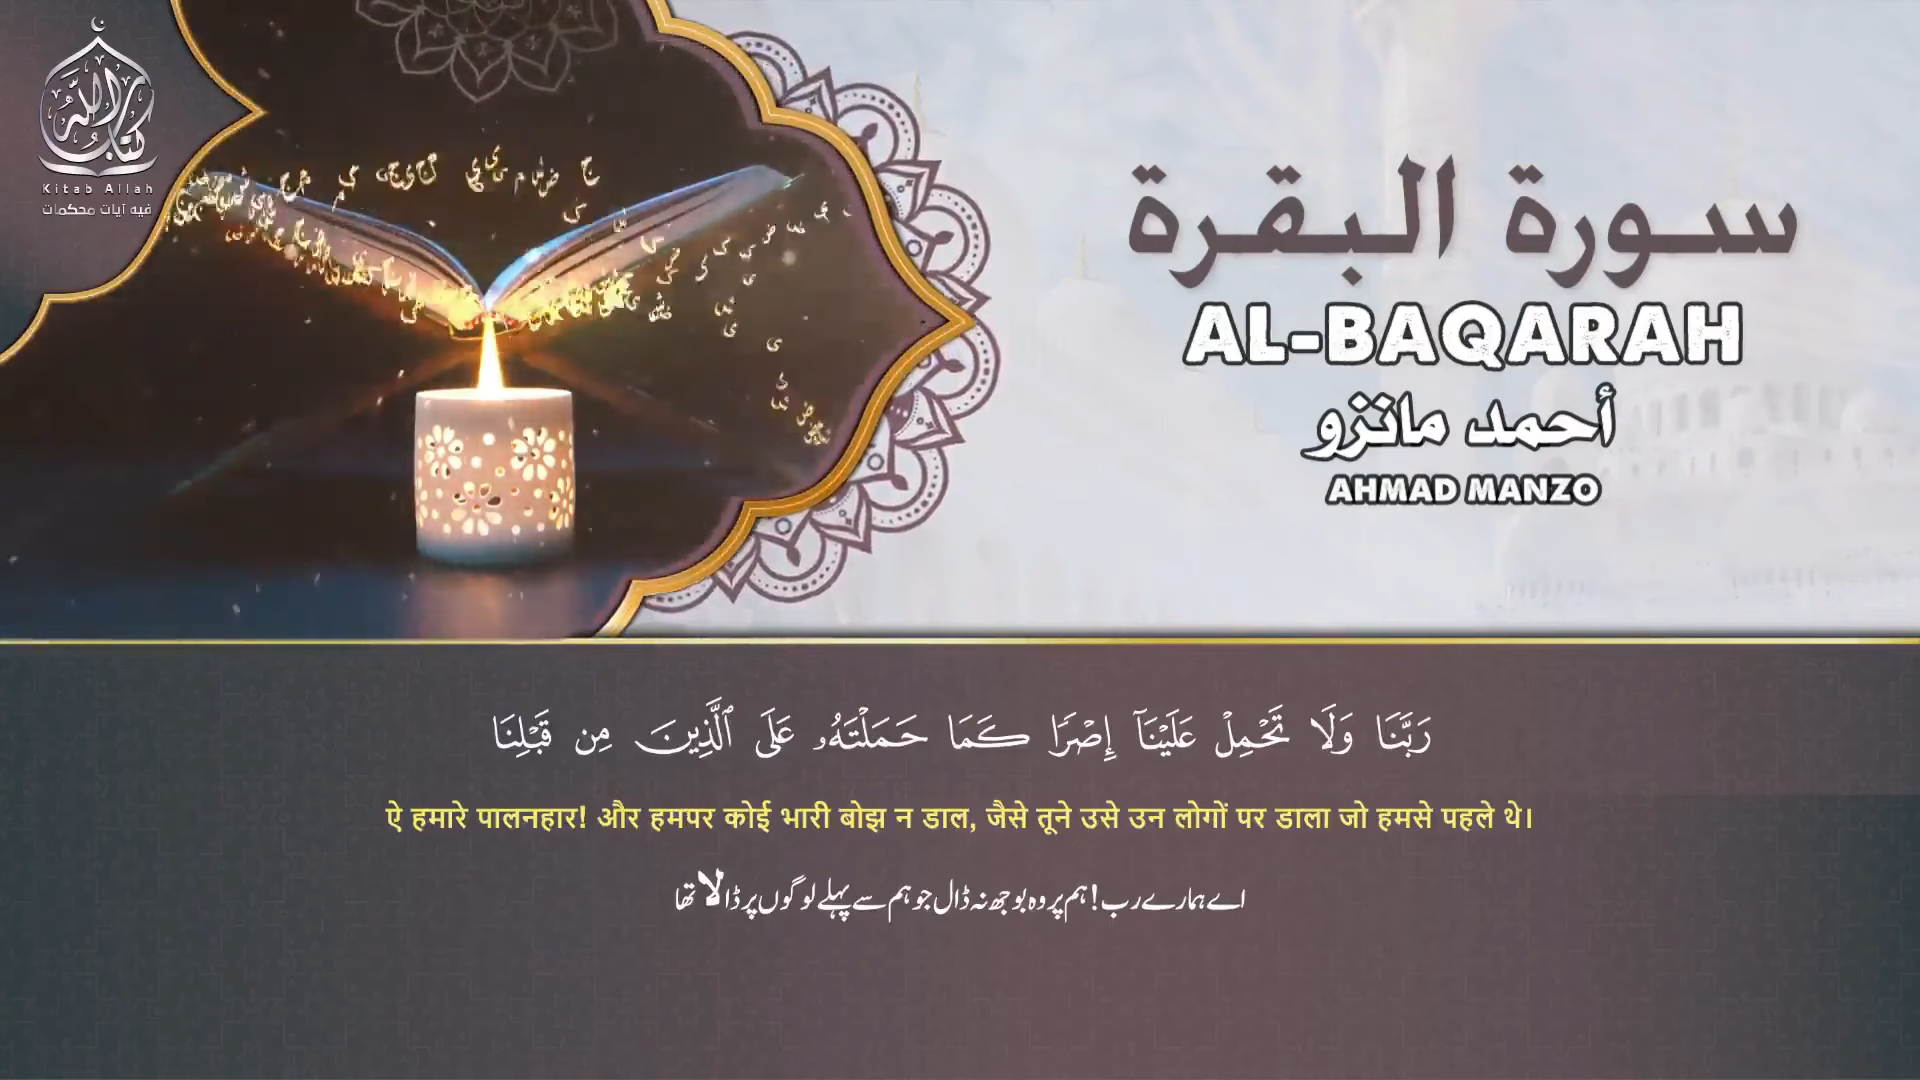 كتاب الله
Kitab Allah
فيه آيات محكمات
سورة البقرة
AL-BAQARAH
أحمد مانزو
AHMAD MANZO
رَبَّنَا وَلَا تَحْمِلْ عَلَيْنَآ إِصْرًا كَمَا حَمَلْتَهُۥ عَلَى ٱلَّذِينَ مِن قَبْلِنَا
ऐ हमारे पालनहार! और हमपर कोई भारी बोझ न डाल, जैसे तूने उसे उन लोगों पर डाला जो हमसे पहले थे।
اے ہمارے رب! ہم پر وہ بوجھ نہ ڈال جو ہم سے پہلے لوگوں پر ڈالا تھا